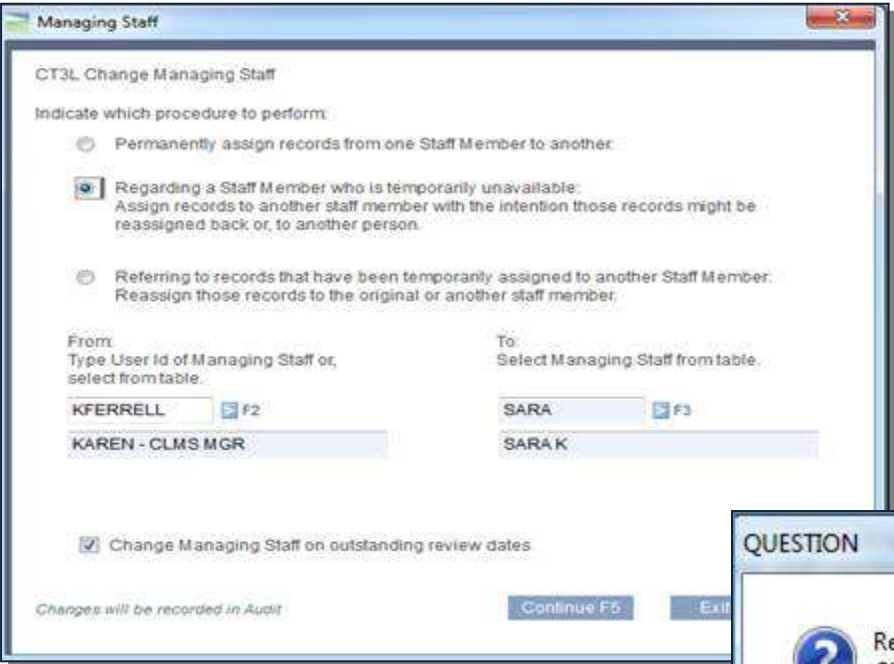 Managing Staff
CT3L Change Managing Staff
Indicate which procedure to perform:
Permanently assign records from one Staff Member to another.
Regarding a Staff Member who is temporarily unavailable:
Assign records to another staff member with the intention those records might be
reassigned back or, to another person.
Referring to records that have been temporarily assigned to another Staff Member:
Reassign those records to the original or another staff member.
From:
Type User Id of Managing Staff or,
select from table.
KFERRELL F2
KAREN - CLMS MGR
To:
Select Managing Staff from table.
SARA F3
SARA K
Change Managing Staff on outstanding review dates
Changes will be recorded in Audit
Continue F5 Exit
QUESTION
Re